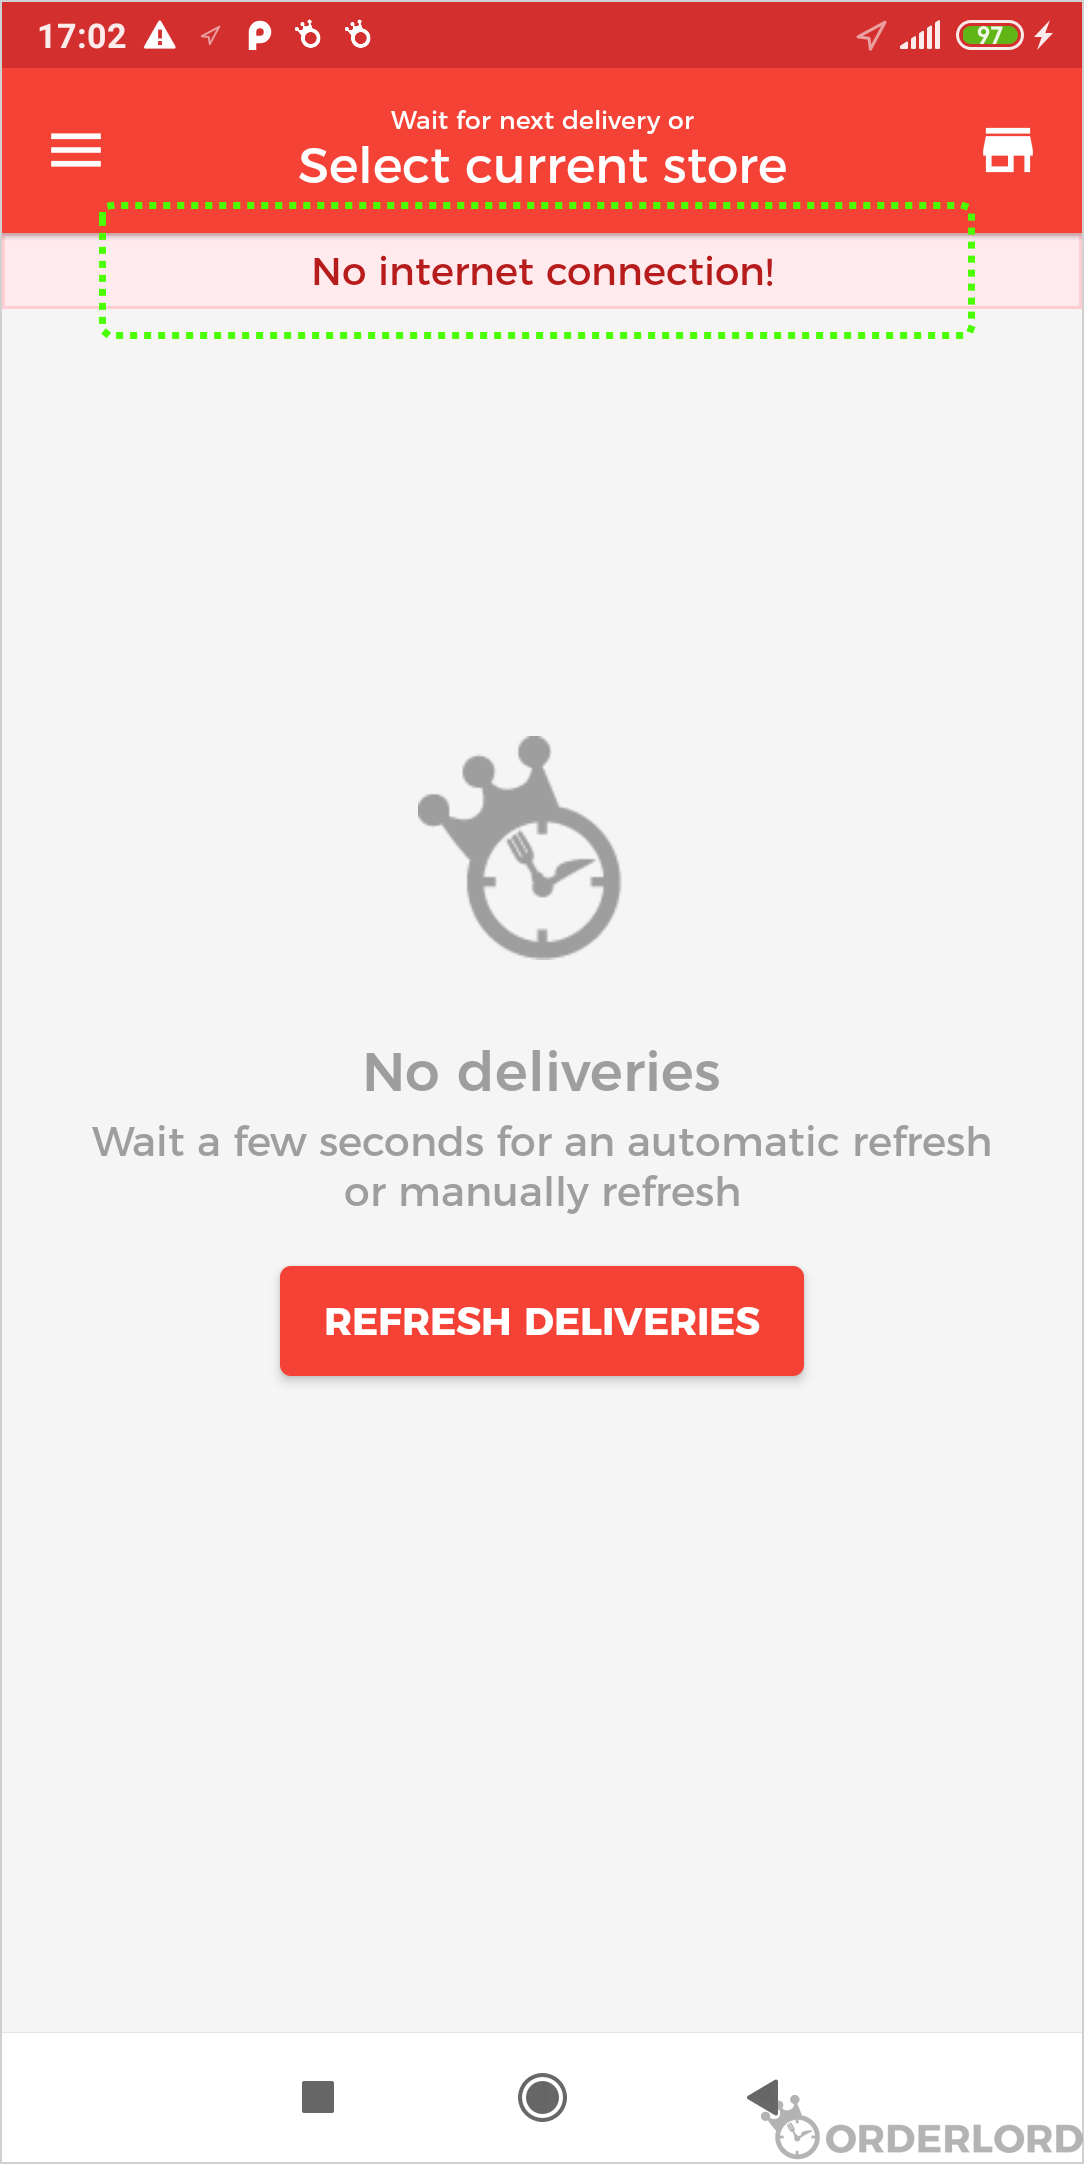 17:02
97
Wait for next delivery or
Select current store
No internet connection!
No deliveries
Wait a few seconds for an automatic refresh
or manually refresh
REFRESH DELIVERIES
ORDERLORD